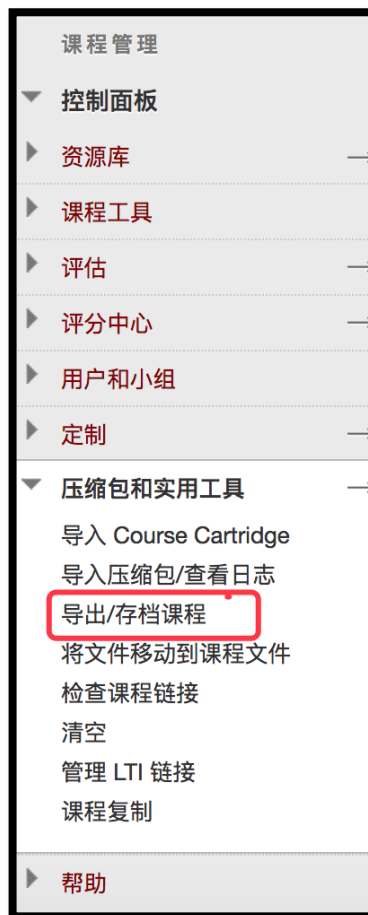 课程管理
控制面板
资源库
课程工具
评估
评分中心
用户和小组
定制
压缩包和实用工具
导入 Course Cartridge
导入压缩包/查看日志
导出/存档课程
将文件移动到课程文件
检查课程链接
清空
管理 LTI 链接
课程复制
帮助